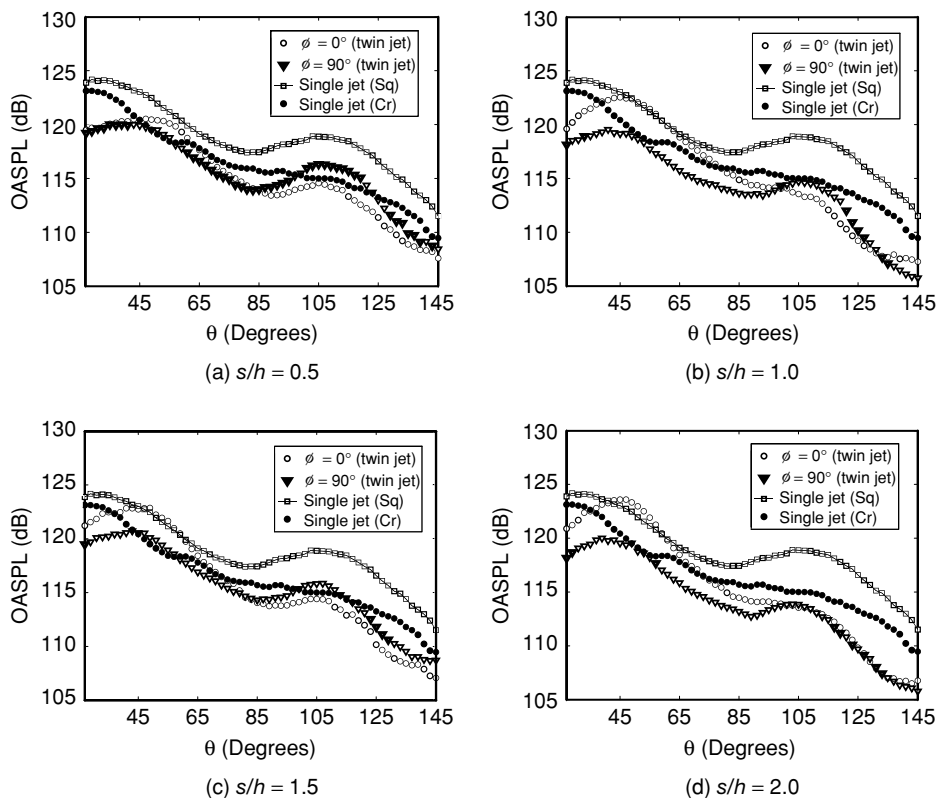 130
125
120
115
110
105
OASPL (dB)
ø = 0° (twin jet)
ø = 90° (twin jet)
Single jet (Sq)
Single jet (Cr)
45 65 85 105 125 145
θ (Degrees)
(a) s/h = 0.5
130
125
120
115
110
105
OASPL (dB)
ø = 0° (twin jet)
ø = 90° (twin jet)
Single jet (Sq)
Single jet (Cr)
45 65 85 105 125 145
θ (Degrees)
(b) s/h = 1.0
130
125
120
115
110
105
OASPL (dB)
ø = 0° (twin jet)
ø = 90° (twin jet)
Single jet (Sq)
Single jet (Cr)
45 65 85 105 125 145
θ (Degrees)
(c) s/h = 1.5
130
125
120
115
110
105
OASPL (dB)
ø = 0° (twin jet)
ø = 90° (twin jet)
Single jet (Sq)
Single jet (Cr)
45 65 85 105 125 145
θ (Degrees)
(d) s/h = 2.0